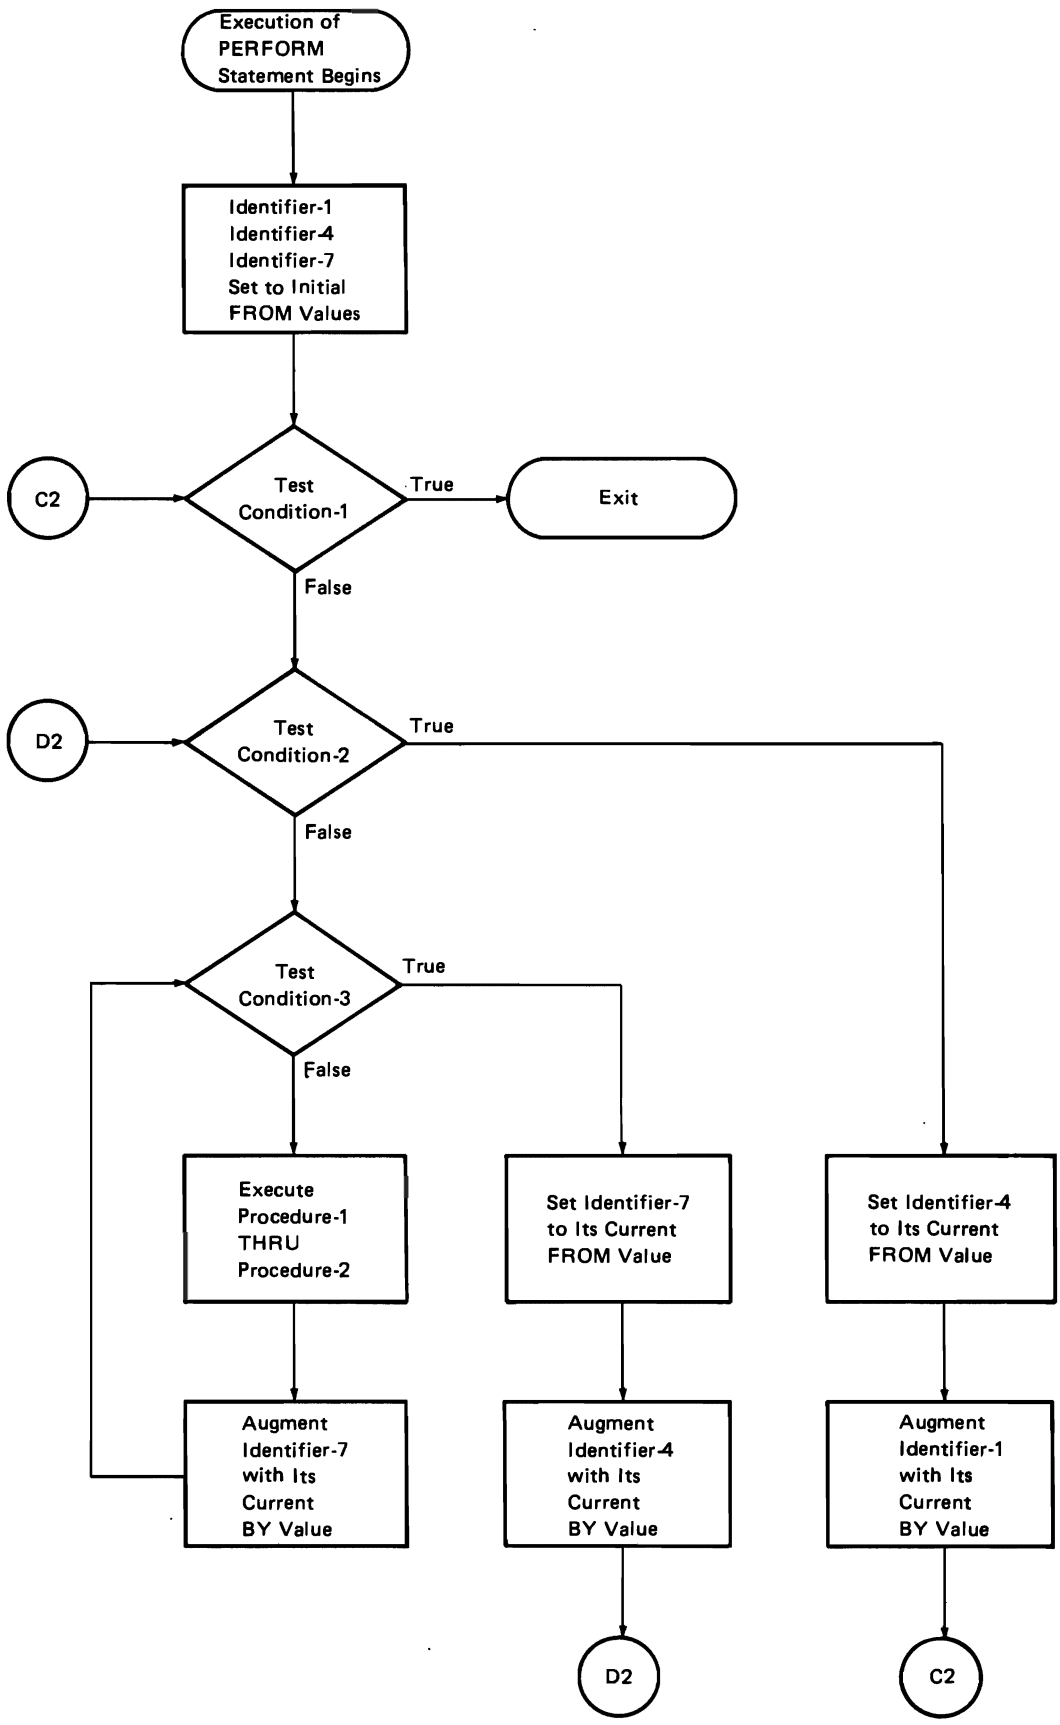 Execution of
PERFORM
Statement Begins
Identifier-1
Identifier-4
Identifier-7
Set to Initial
FROM Values
C2
Test
Condition-1
True
Exit
False
D2
Test
Condition-2
True
False
Test
Condition-3
True
False
Execute
Procedure-1
THRU
Procedure-2
Set Identifier-7
to Its Current
FROM Value
Set Identifier-4
to Its Current
FROM Value
Augment
Identifier-7
with Its
Current
BY Value
Augment
Identifier-4
with Its
Current
BY Value
Augment
Identifier-1
with Its
Current
BY Value
D2
C2